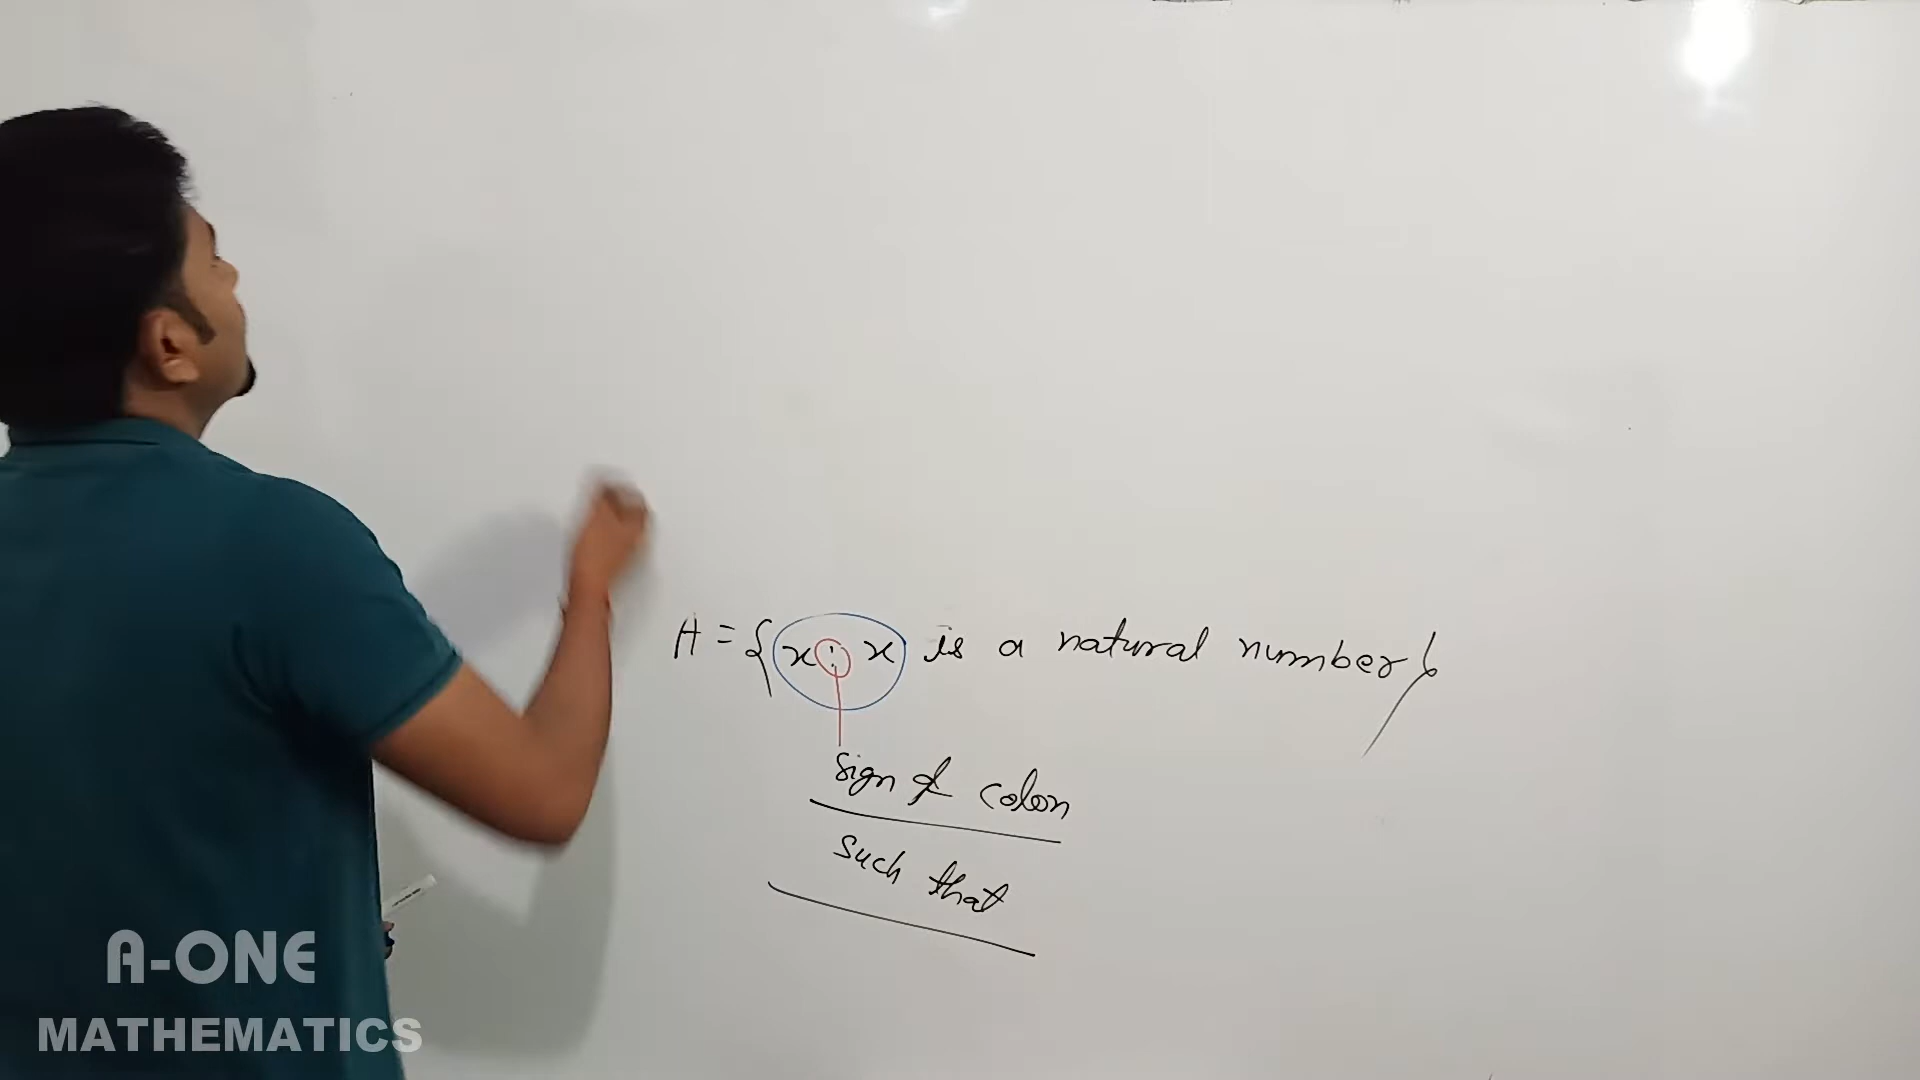 A = {x : x is a natural number}
sign of colon
such that
A-ONE
MATHEMATICS